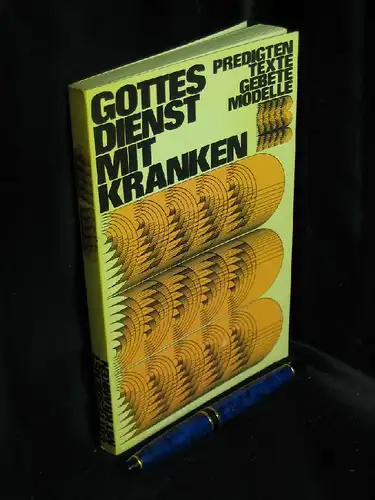 GOTTES
DIENST
MIT
KRANKEN
PREDIGTEN
TEXTE
GEBETE
MODELLE